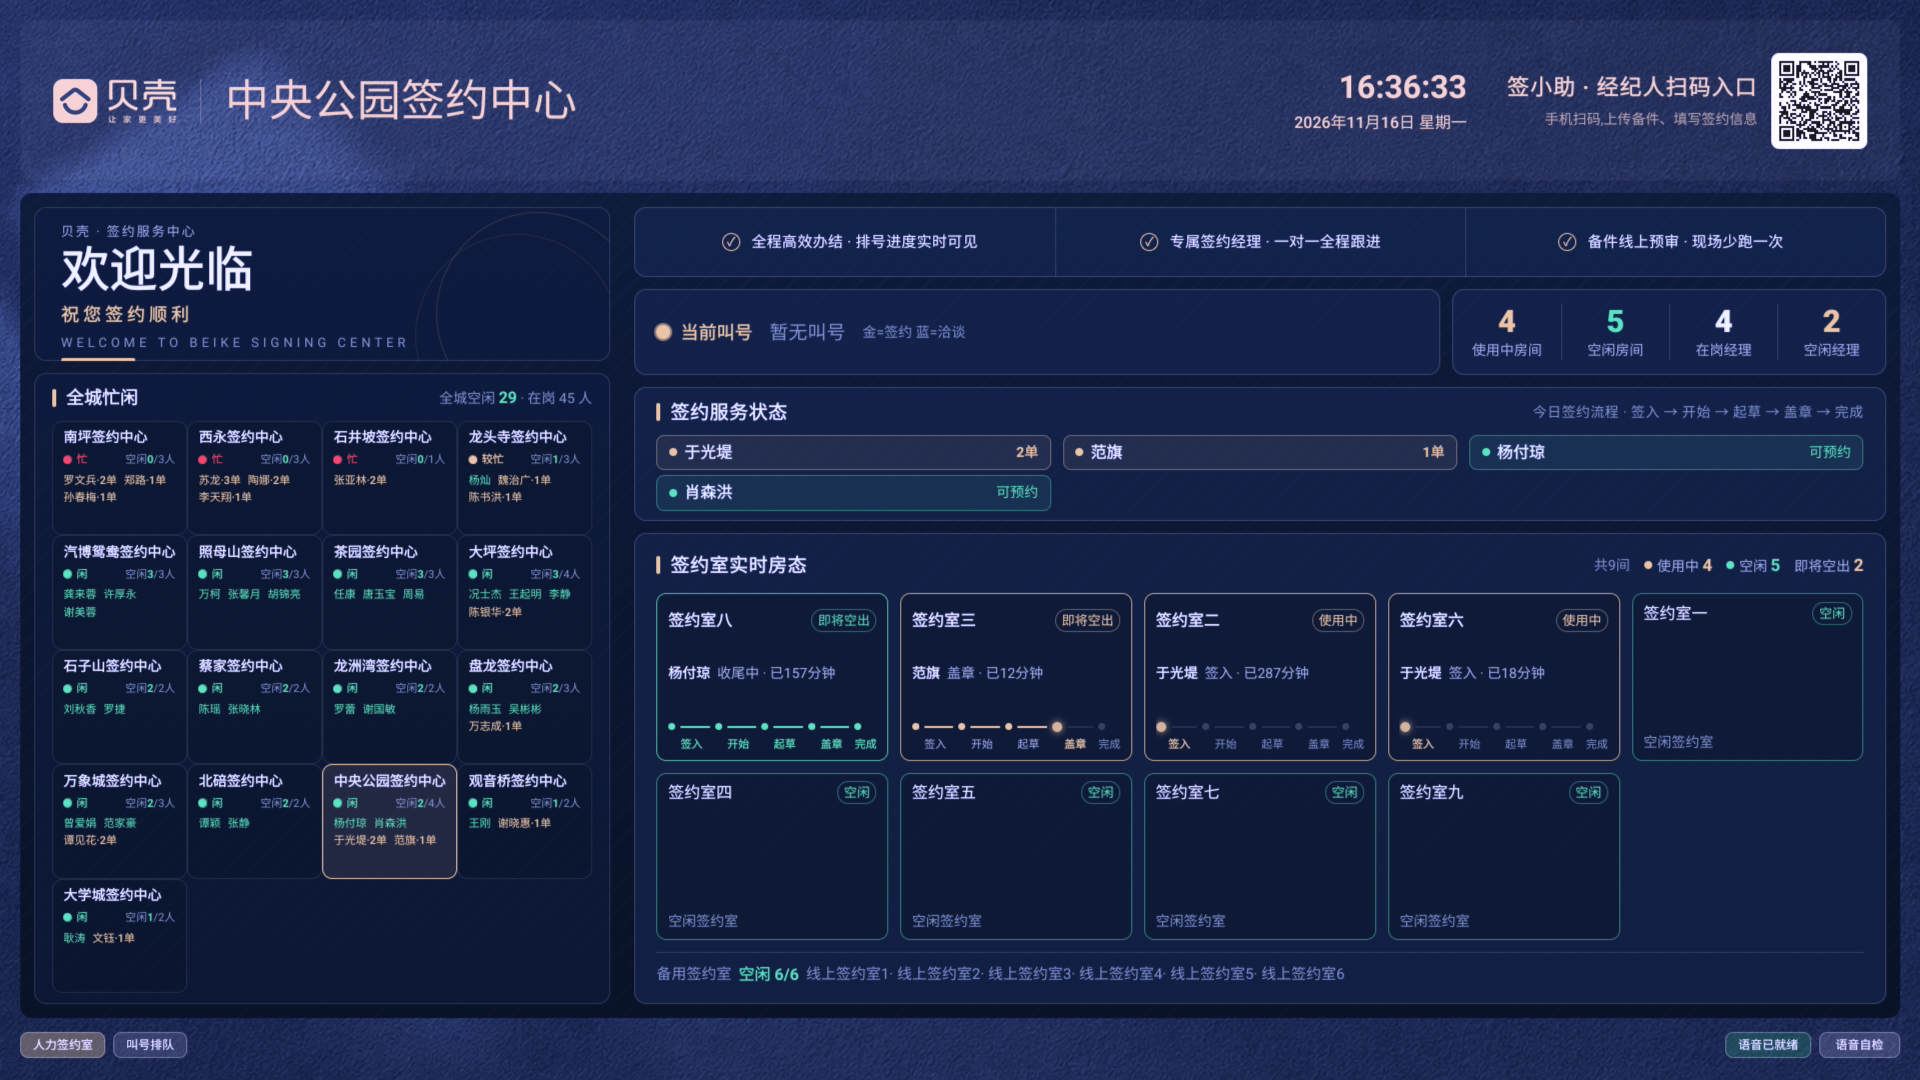 贝壳
让家更美好
中央公园签约中心
16:36:33
2026年11月16日 星期一
签小助 · 经纪人扫码入口
手机扫码,上传备件、填写签约信息
贝壳 · 签约服务中心
欢迎光临
祝您签约顺利
WELCOME TO BEIKE SIGNING CENTER
全程高效办结 · 排号进度实时可见
专属签约经理 · 一对一全程跟进
备件线上预审 · 现场少跑一次
当前叫号 暂无叫号 金=签约 蓝=洽谈
4 使用中房间
5 空闲房间
4 在岗经理
2 空闲经理
全城忙闲
全城空闲 29 · 在岗 45 人
南坪签约中心
忙 空闲0/3人
罗文兵·2单 郑路·1单
孙春梅·1单
西永签约中心
忙 空闲0/3人
苏龙·3单 陶娜·2单
李天翔·1单
石井坡签约中心
忙 空闲0/1人
张亚林·2单
龙头寺签约中心
较忙 空闲1/3人
杨灿 魏治广·1单
陈书洪·1单
汽博鸳鸯签约中心
闲 空闲3/3人
龚来蓉 许厚永
谢美蓉
照母山签约中心
闲 空闲3/3人
万柯 张馨月 胡锦亮
茶园签约中心
闲 空闲3/3人
任康 唐玉宝 周易
大坪签约中心
闲 空闲3/4人
况士杰 王起明 李静
陈银华·2单
石子山签约中心
闲 空闲2/2人
刘秋香 罗捷
蔡家签约中心
闲 空闲2/2人
陈瑶 张晓林
龙洲湾签约中心
闲 空闲2/2人
罗蕾 谢国敏
盘龙签约中心
闲 空闲2/3人
杨雨玉 吴彬彬
万志成·1单
万象城签约中心
闲 空闲2/3人
曾爱娟 范家豪
谭见花·2单
北碚签约中心
闲 空闲2/2人
谭颖 张静
中央公园签约中心
闲 空闲2/4人
杨付琼 肖森洪
于光堤·2单 范旗·1单
观音桥签约中心
闲 空闲1/2人
王刚 谢晓惠·1单
大学城签约中心
闲 空闲1/2人
耿涛 文钰·1单
签约服务状态
今日签约流程 · 签入 → 开始 → 起草 → 盖章 → 完成
于光堤 2单
范旗 1单
杨付琼 可预约
肖森洪 可预约
签约室实时房态
共9间 使用中 4 空闲 5 即将空出 2
签约室八 即将空出
杨付琼 收尾中 · 已157分钟
签入 开始 起草 盖章 完成
签约室三 即将空出
范旗 盖章 · 已12分钟
签入 开始 起草 盖章 完成
签约室二 使用中
于光堤 签入 · 已287分钟
签入 开始 起草 盖章 完成
签约室六 使用中
于光堤 签入 · 已18分钟
签入 开始 起草 盖章 完成
签约室一 空闲
空闲签约室
签约室四 空闲
空闲签约室
签约室五 空闲
空闲签约室
签约室七 空闲
空闲签约室
签约室九 空闲
空闲签约室
备用签约室 空闲 6/6 线上签约室1· 线上签约室2· 线上签约室3· 线上签约室4· 线上签约室5· 线上签约室6
人力签约室
叫号排队
语音已就绪
语音自检